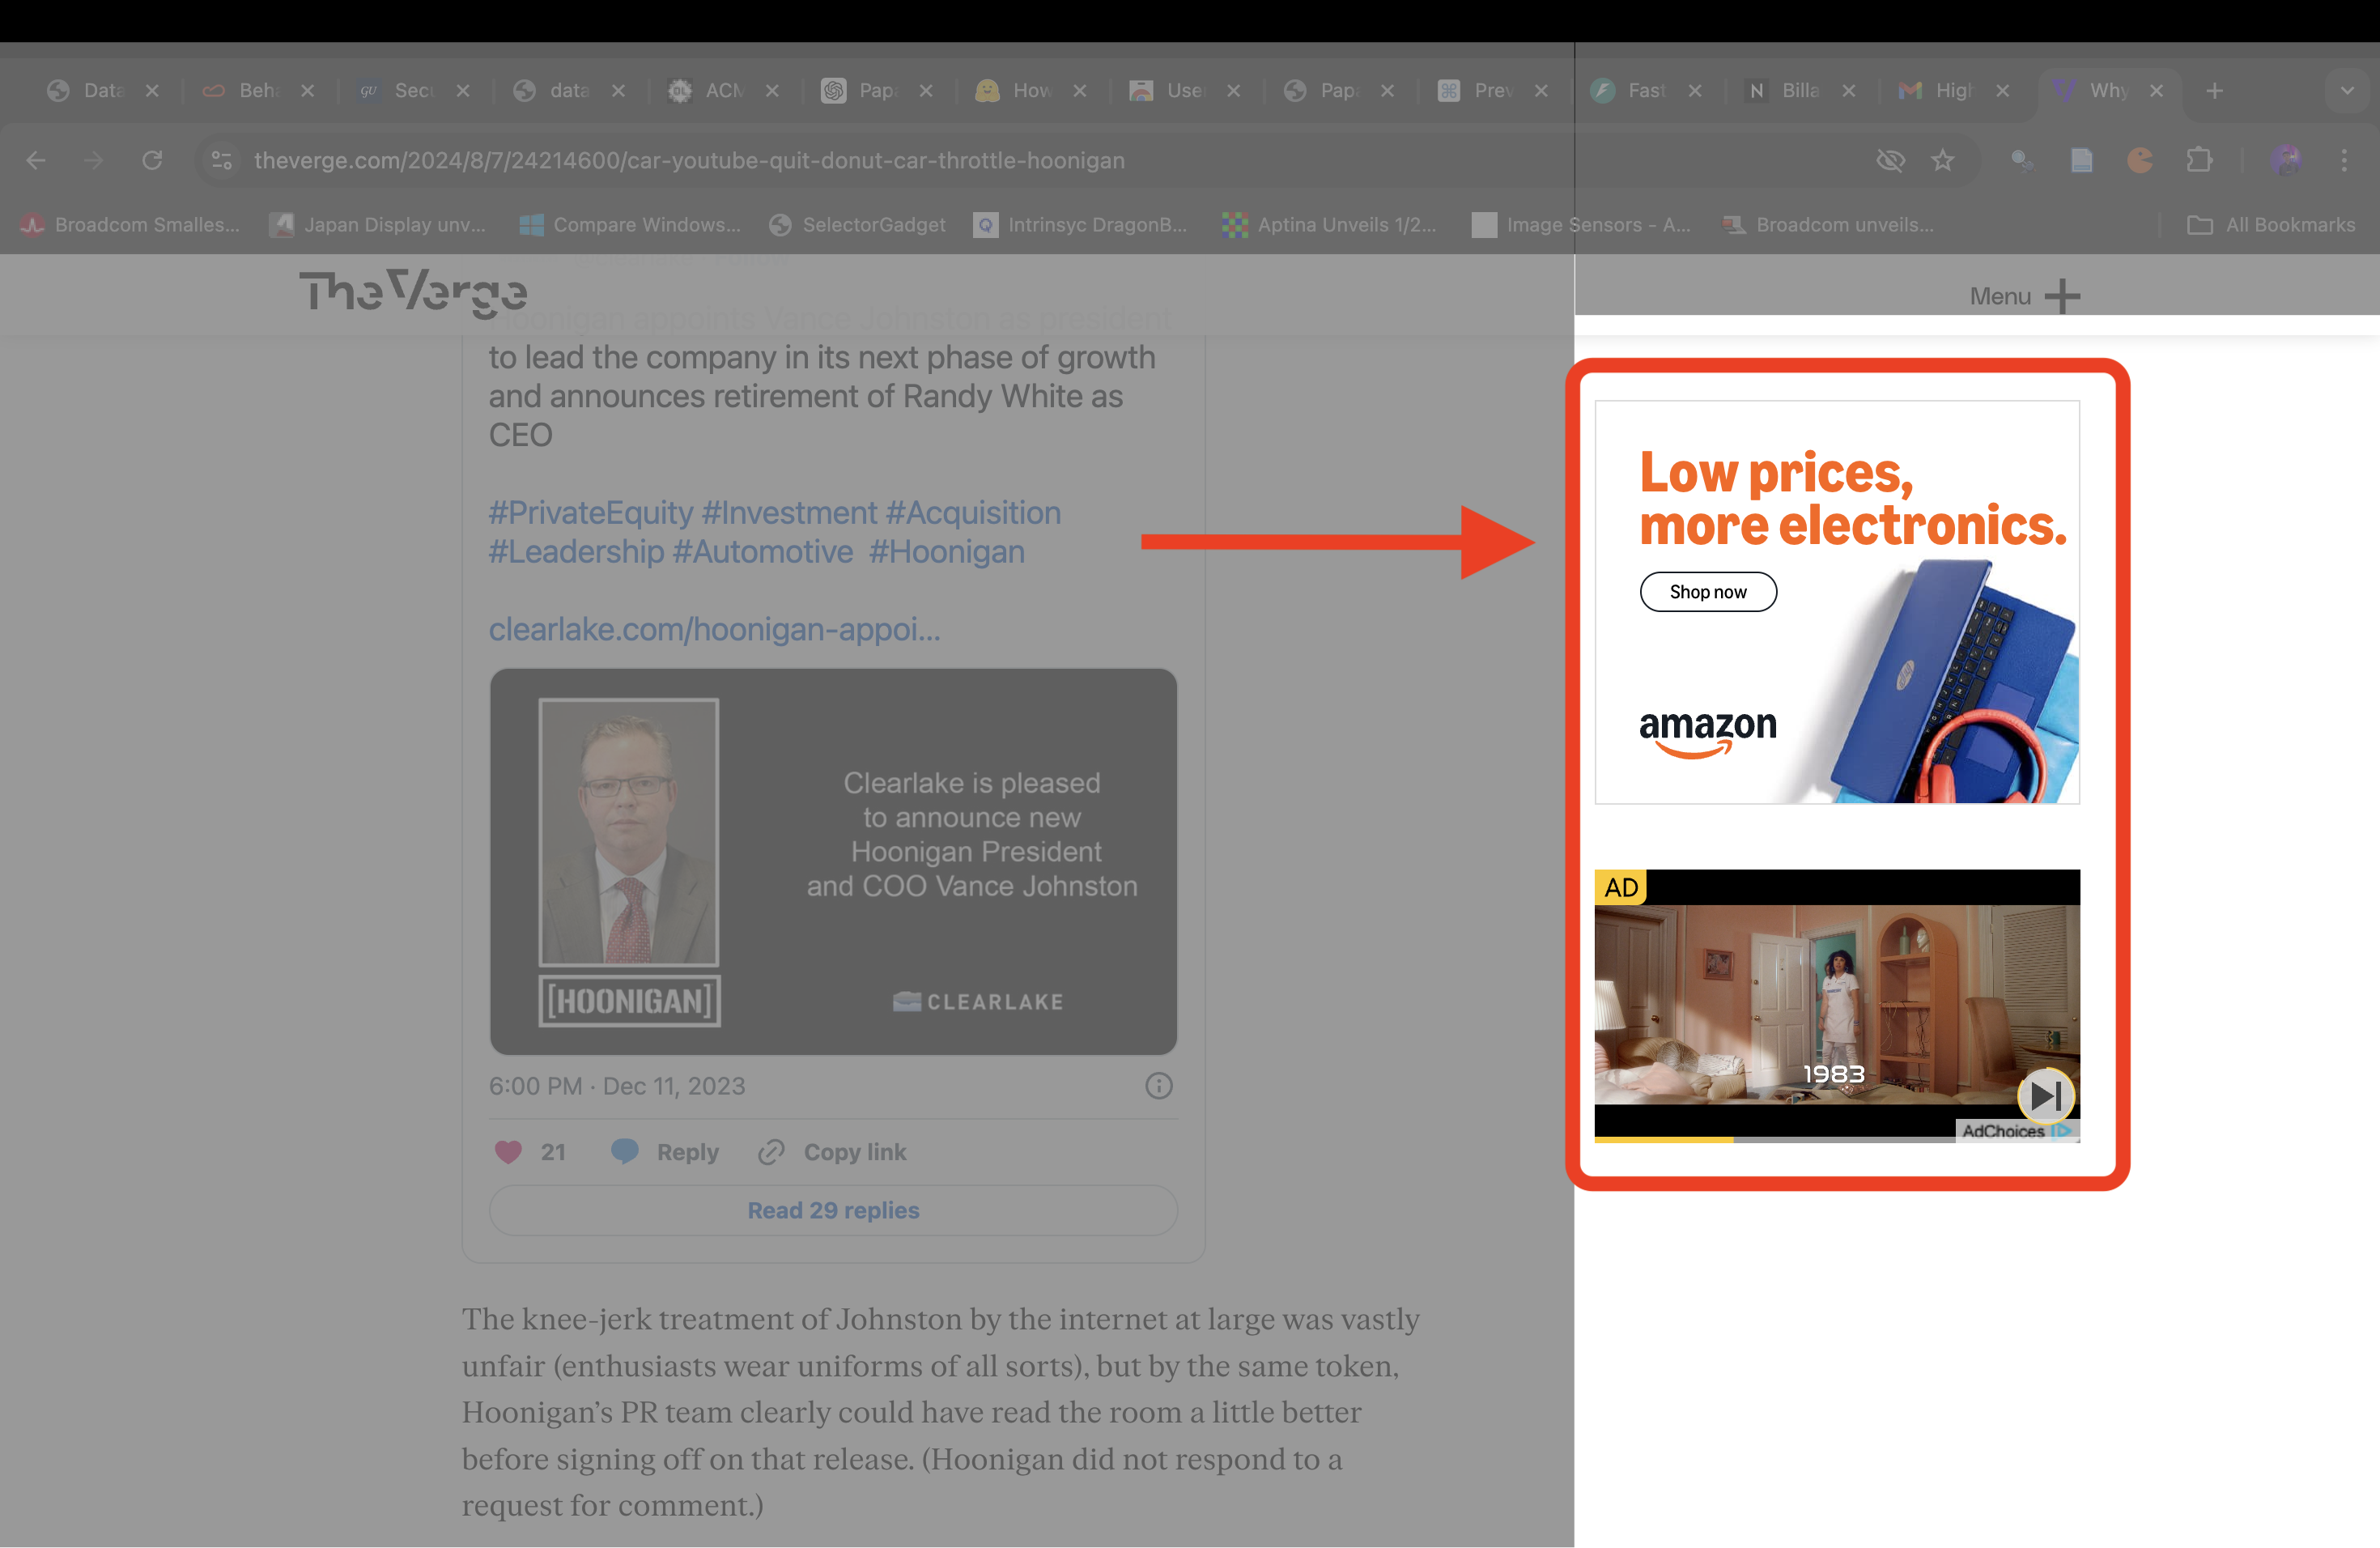 Data
Beha
Secu
data
ACM
Papa
How
Use
Papa
Prev
Fast
Billa
High
Why
theverge.com/2024/8/7/24214600/car-youtube-quit-donut-car-throttle-hoonigan
Broadcom Smalles...
Japan Display unv...
Compare Windows...
SelectorGadget
Intrinsyc DragonB...
Aptina Unveils 1/2...
Image Sensors - A...
Broadcom unveils...
All Bookmarks
The Verge
Menu
Hoonigan appoints Vance Johnston as president
to lead the company in its next phase of growth
and announces retirement of Randy White as
CEO
#PrivateEquity #Investment #Acquisition
#Leadership #Automotive #Hoonigan
clearlake.com/hoonigan-appoi...
Clearlake is pleased
to announce new
Hoonigan President
and COO Vance Johnston
[HOONIGAN]
CLEARLAKE
6:00 PM · Dec 11, 2023
21
Reply
Copy link
Read 29 replies
The knee-jerk treatment of Johnston by the internet at large was vastly
unfair (enthusiasts wear uniforms of all sorts), but by the same token,
Hoonigan’s PR team clearly could have read the room a little better
before signing off on that release. (Hoonigan did not respond to a
request for comment.)
Low prices,
more electronics.
Shop now
hp
amazon
AD
1983
AdChoices